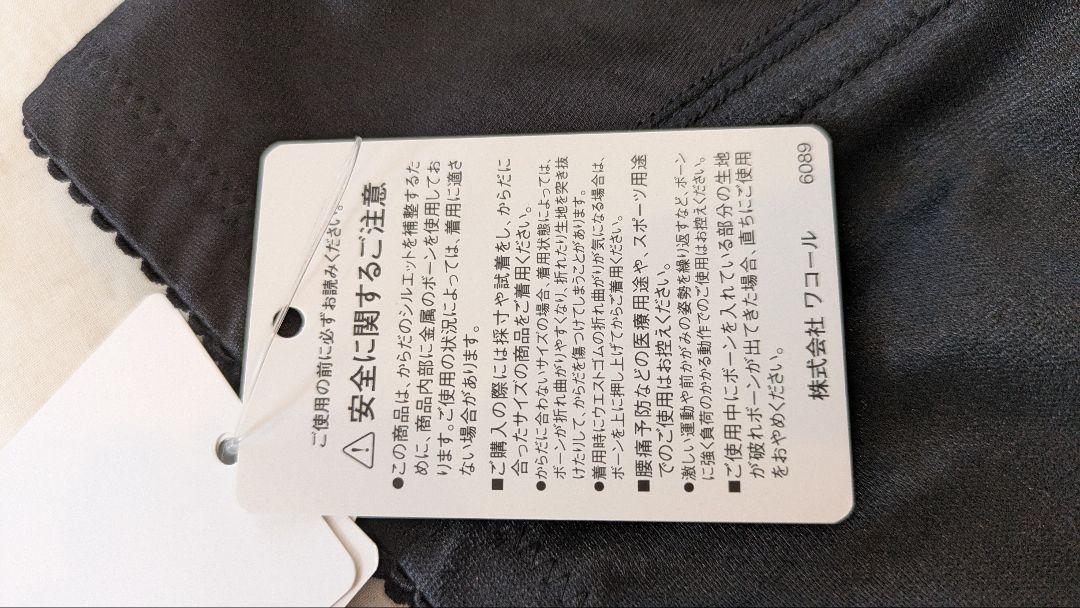 ご使用の前に必ずお読みください。
⚠安全に関するご注意
●この商品は、からだのシルエットを補整するた
めに、商品内部に金属のボーンを使用してお
ります。ご使用の状況によっては、着用に適さ
ない場合があります。
■ご購入の際には採寸や試着をし、からだに
合ったサイズの商品をご着用ください。
●からだに合わないサイズの場合、着用状態によっては、
ボーンが折れ曲がりやすくなり、折れたり生地を突き抜
けたりして、からだを傷つけてしまうことがあります。
●着用時にウエストゴムの折れ曲がりが気になる場合は、
ボーンを上に押し上げてからご着用ください。
■腰痛予防などの医療用途や、スポーツ用途
でのご使用はお控えください。
●激しい運動や前かがみの姿勢を繰り返すなど、ボーン
に強く負荷のかかる動作でのご使用はお控えください。
■ご使用中にボーンを入れている部分の生地
が破れボーンが出てきた場合、直ちにご使用
をおやめください。
株式会社 ワコール 6089